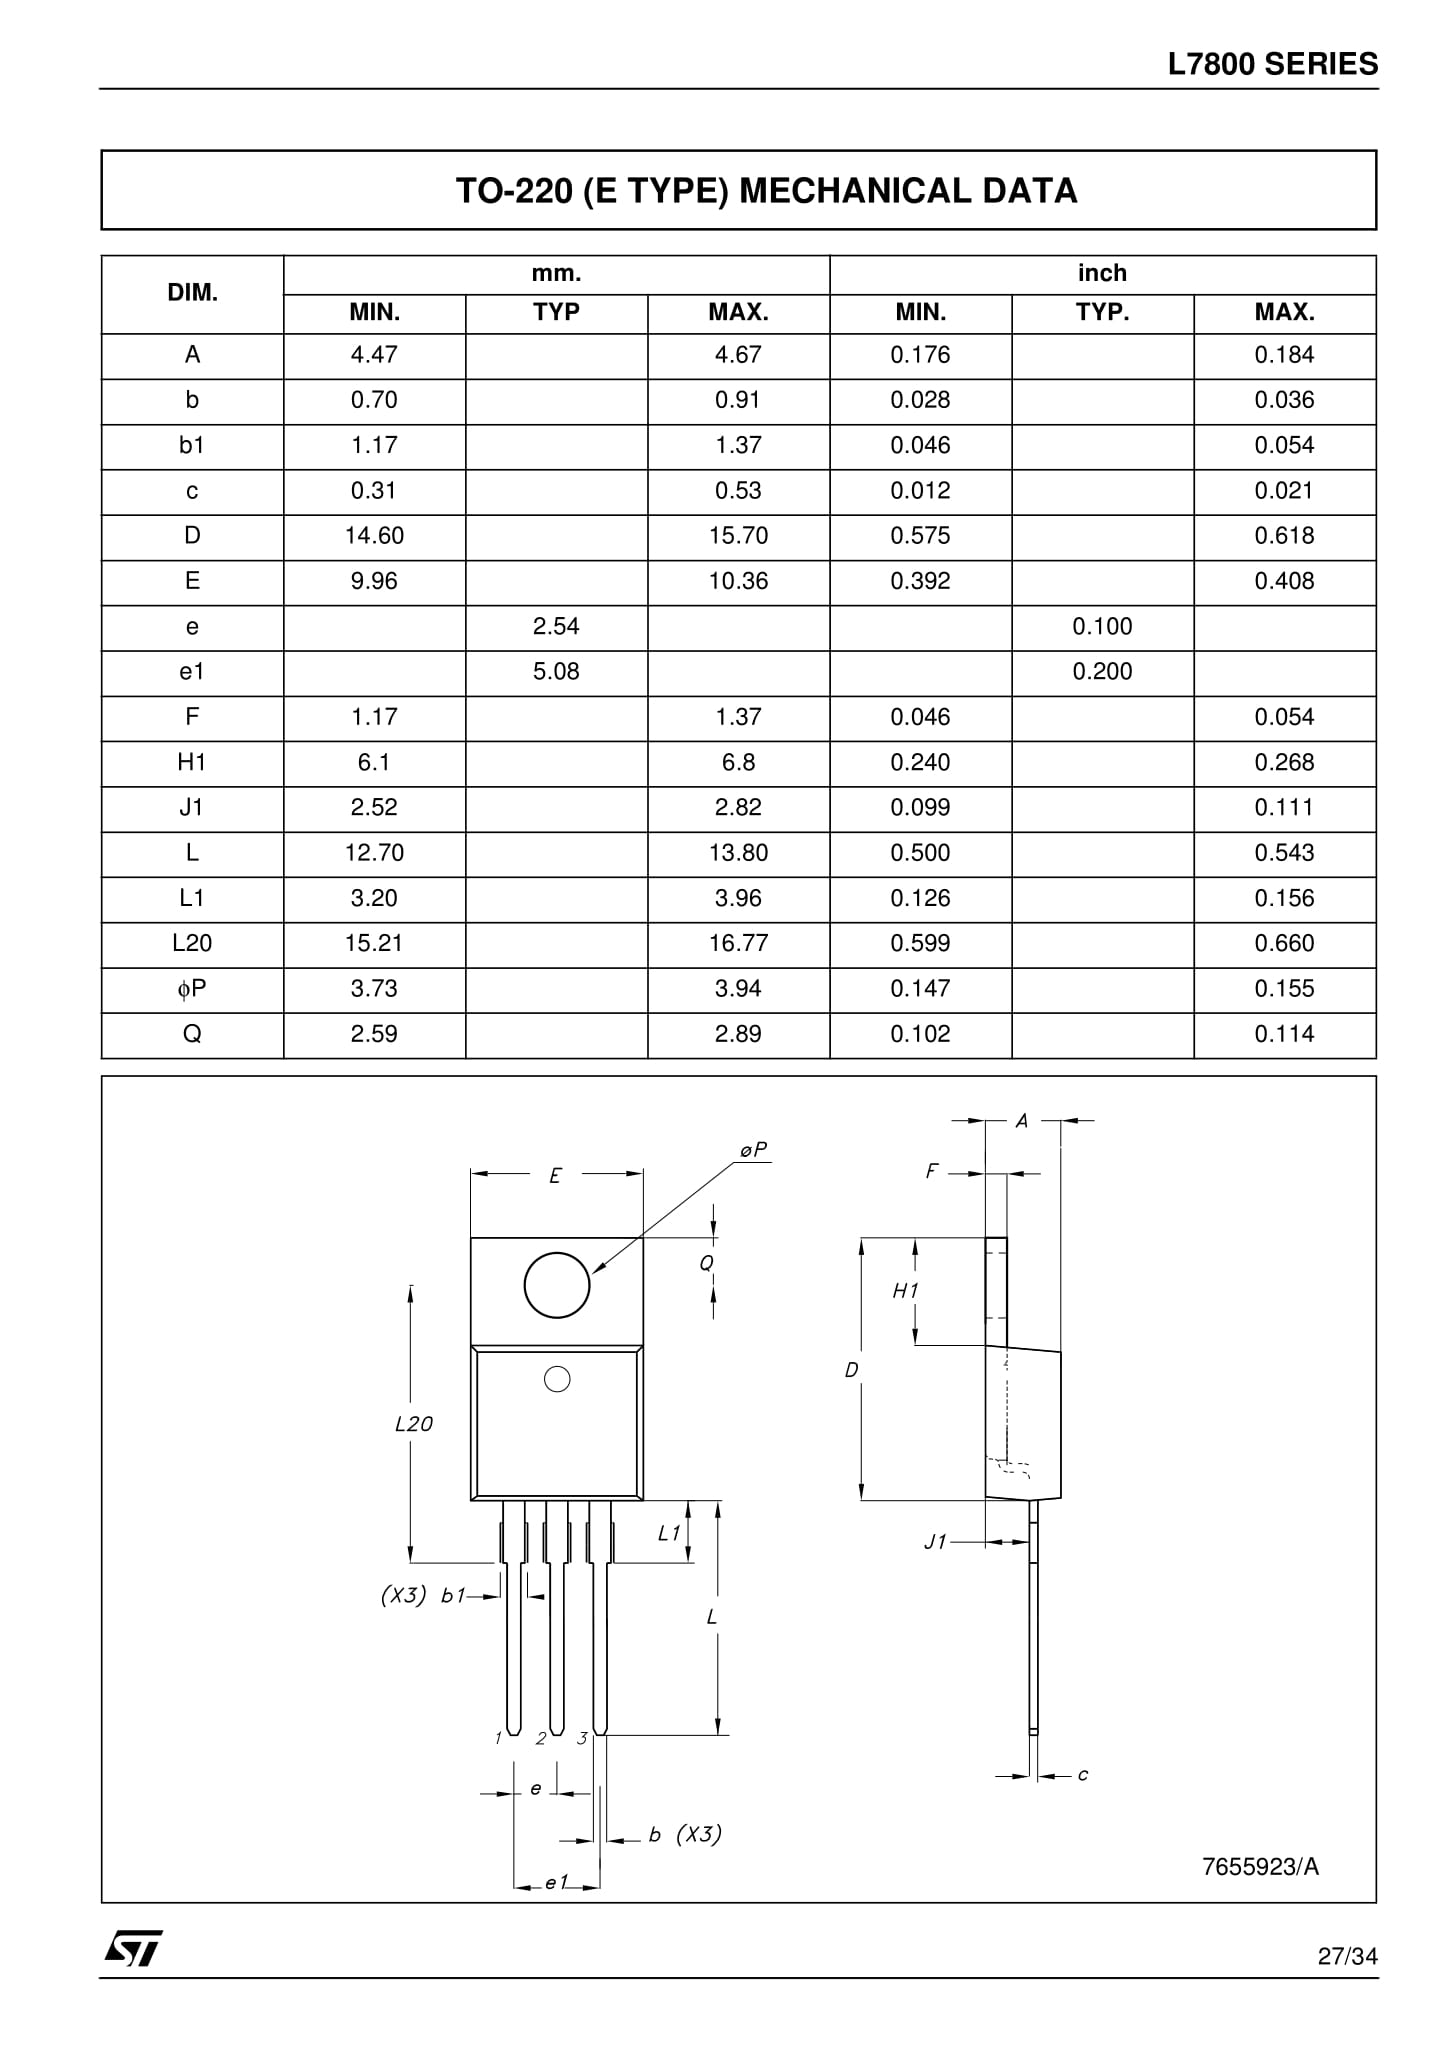 L7800 SERIES
TO-220 (E TYPE) MECHANICAL DATA
DIM. mm. inch
MIN. TYP MAX. MIN. TYP. MAX.
A 4.47 4.67 0.176 0.184
b 0.70 0.91 0.028 0.036
b1 1.17 1.37 0.046 0.054
c 0.31 0.53 0.012 0.021
D 14.60 15.70 0.575 0.618
E 9.96 10.36 0.392 0.408
e 2.54 0.100
e1 5.08 0.200
F 1.17 1.37 0.046 0.054
H1 6.1 6.8 0.240 0.268
J1 2.52 2.82 0.099 0.111
L 12.70 13.80 0.500 0.543
L1 3.20 3.96 0.126 0.156
L20 15.21 16.77 0.599 0.660
ϕP 3.73 3.94 0.147 0.155
Q 2.59 2.89 0.102 0.114
A
øP
F
E
Q
H1
D
L20
L1
J1
(X3) b1
L
1 2 3
c
e
b (X3)
e1
7655923/A
ST
27/34